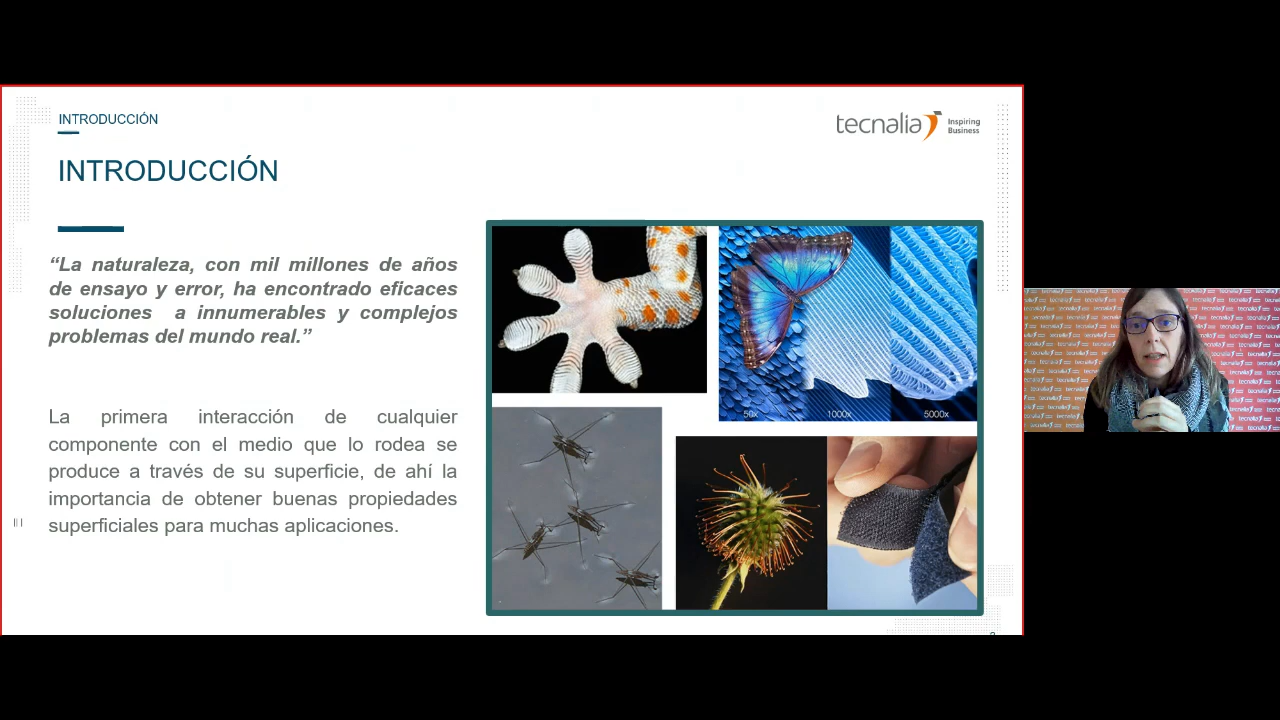 INTRODUCCIÓN
tecnalia Inspiring
Business
INTRODUCCIÓN
“La naturaleza, con mil millones de años
de ensayo y error, ha encontrado eficaces
soluciones a innumerables y complejos
problemas del mundo real.”
La primera interacción de cualquier
componente con el medio que lo rodea se
produce a través de su superficie, de ahí la
importancia de obtener buenas propiedades
superficiales para muchas aplicaciones.
50x
1000x
5000x